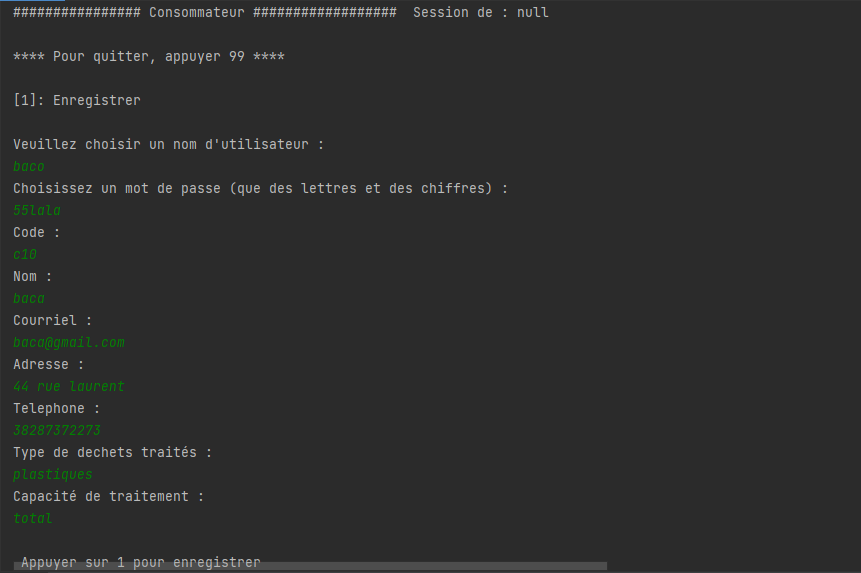 ################ Consommateur ################## Session de : null
**** Pour quitter, appuyer 99 ****
[1]: Enregistrer
Veuillez choisir un nom d'utilisateur :
baco
Choisissez un mot de passe (que des lettres et des chiffres) :
55lala
Code :
c10
Nom :
baca
Courriel :
baca@gmail.com
Adresse :
44 rue laurent
Telephone :
38287372273
Type de dechets traités :
plastiques
Capacité de traitement :
total
Appuyer sur 1 pour enregistrer